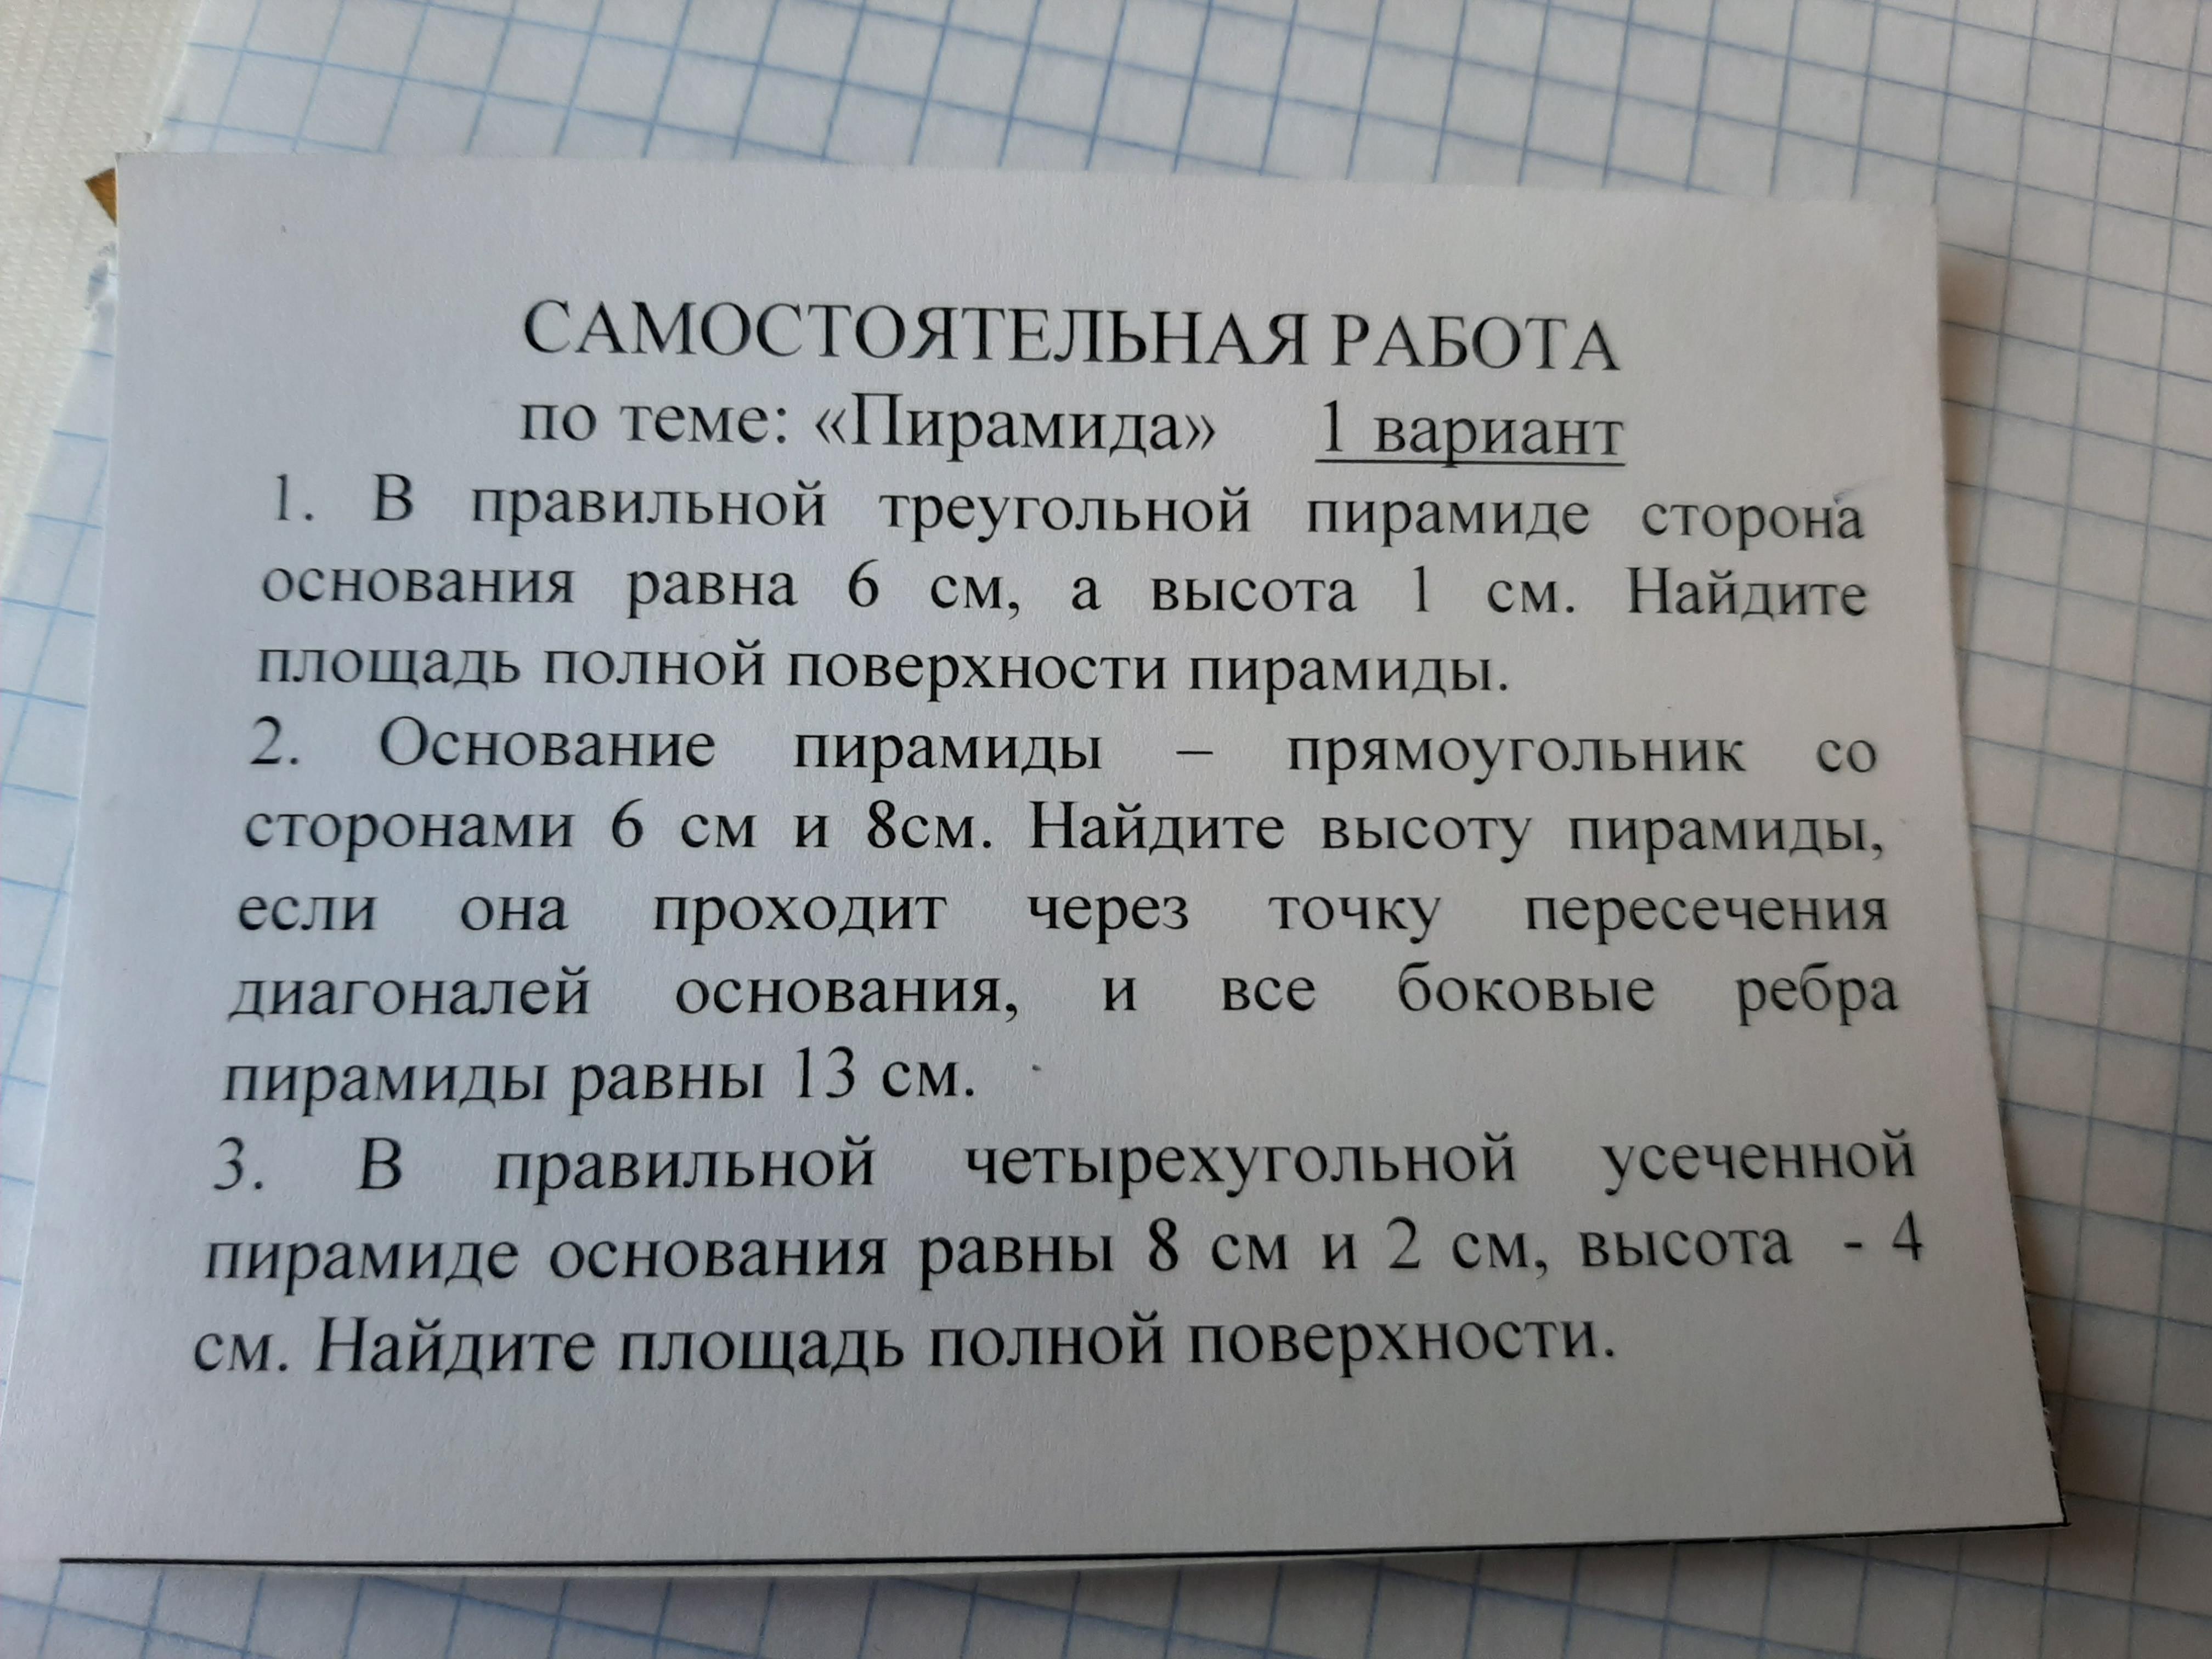 САМОСТОЯТЕЛЬНАЯ РАБОТА
по теме: «Пирамида» 1 вариант
1. В правильной треугольной пирамиде сторона
основания равна 6 см, а высота 1 см. Найдите
площадь полной поверхности пирамиды.
2. Основание пирамиды – прямоугольник со
сторонами 6 см и 8см. Найдите высоту пирамиды,
если она проходит через точку пересечения
диагоналей основания, и все боковые ребра
пирамиды равны 13 см.
3. В правильной четырехугольной усеченной
пирамиде основания равны 8 см и 2 см, высота - 4
см. Найдите площадь полной поверхности.